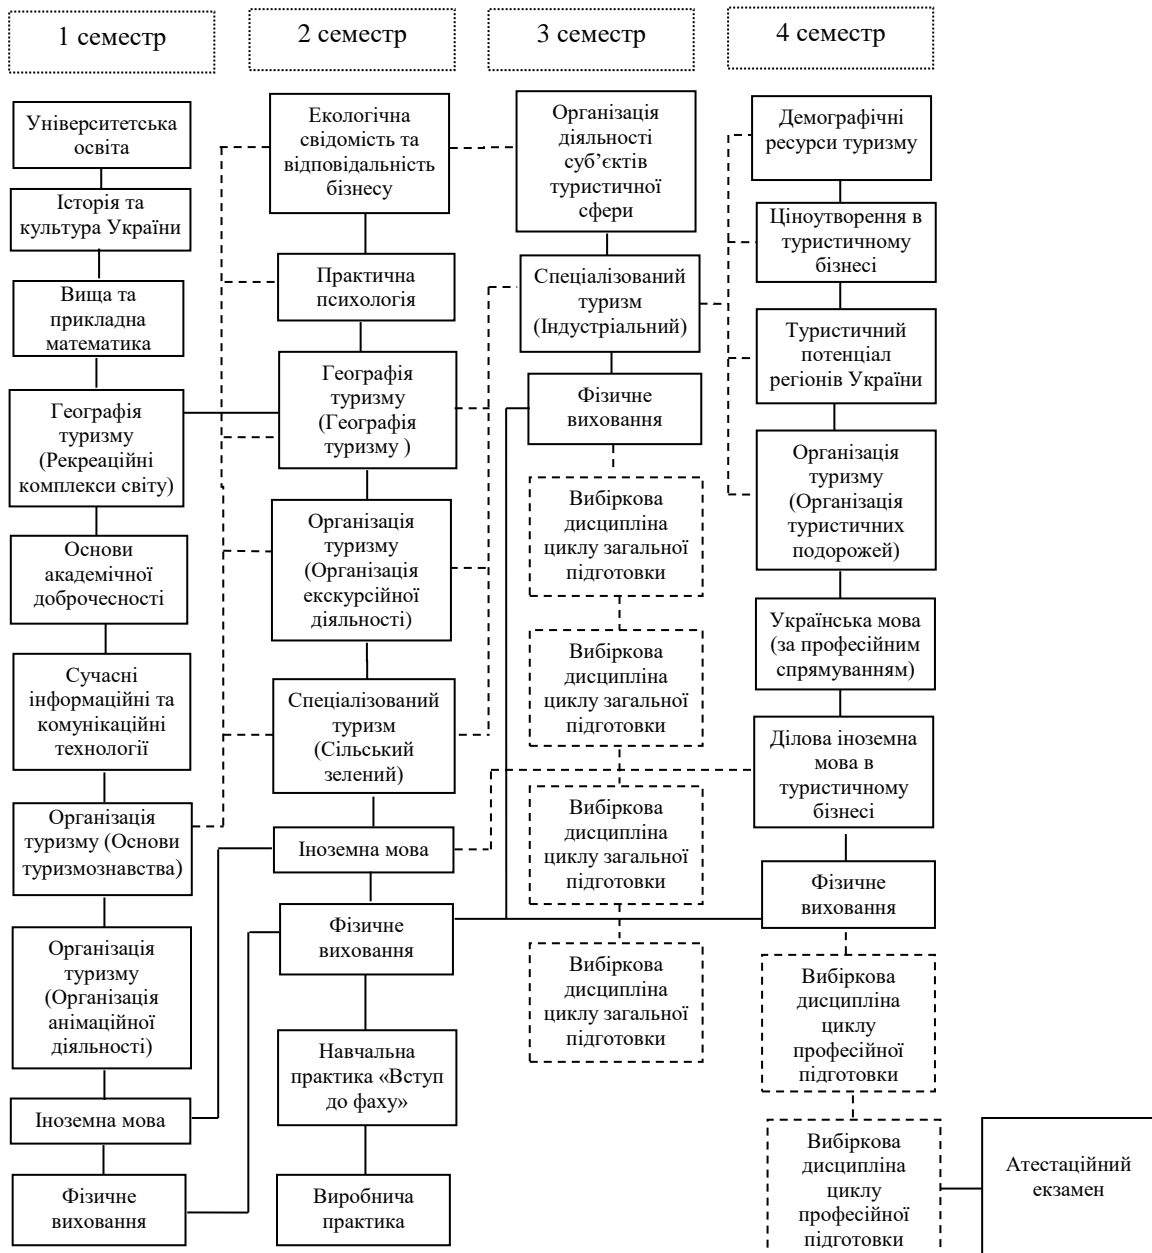 1 семестр
2 семестр
3 семестр
4 семестр
Університетська
освіта
Історія та
культура України
Вища та
прикладна
математика
Географія
туризму
(Рекреаційні
комплекси світу)
Основи
академічної
доброчесності
Сучасні
інформаційні та
комунікаційні
технології
Організація
туризму (Основи
туризмознавства)
Організація
туризму
(Організація
анімаційної
діяльності)
Іноземна мова
Фізичне
виховання
Екологічна
свідомість та
відповідальність
бізнесу
Практична
психологія
Географія
туризму
(Географія
туризму )
Організація
туризму
(Організація
екскурсійної
діяльності)
Спеціалізований
туризм
(Сільський
зелений)
Іноземна мова
Фізичне
виховання
Навчальна
практика «Вступ
до фаху»
Виробнича
практика
Організація
діяльності
суб’єктів
туристичної
сфери
Спеціалізований
туризм
(Індустріальний)
Фізичне
виховання
Вибіркова
дисципліна
циклу загальної
підготовки
Вибіркова
дисципліна
циклу загальної
підготовки
Вибіркова
дисципліна
циклу загальної
підготовки
Вибіркова
дисципліна
циклу загальної
підготовки
Демографічні
ресурси туризму
Ціноутворення в
туристичному
бізнесі
Туристичний
потенціал
регіонів України
Організація
туризму
(Організація
туристичних
подорожей)
Українська мова
(за професійним
спрямуванням)
Ділова іноземна
мова в
туристичному
бізнесі
Фізичне
виховання
Вибіркова
дисципліна
циклу
професійної
підготовки
Вибіркова
дисципліна
циклу
професійної
підготовки
Атестаційний
екзамен